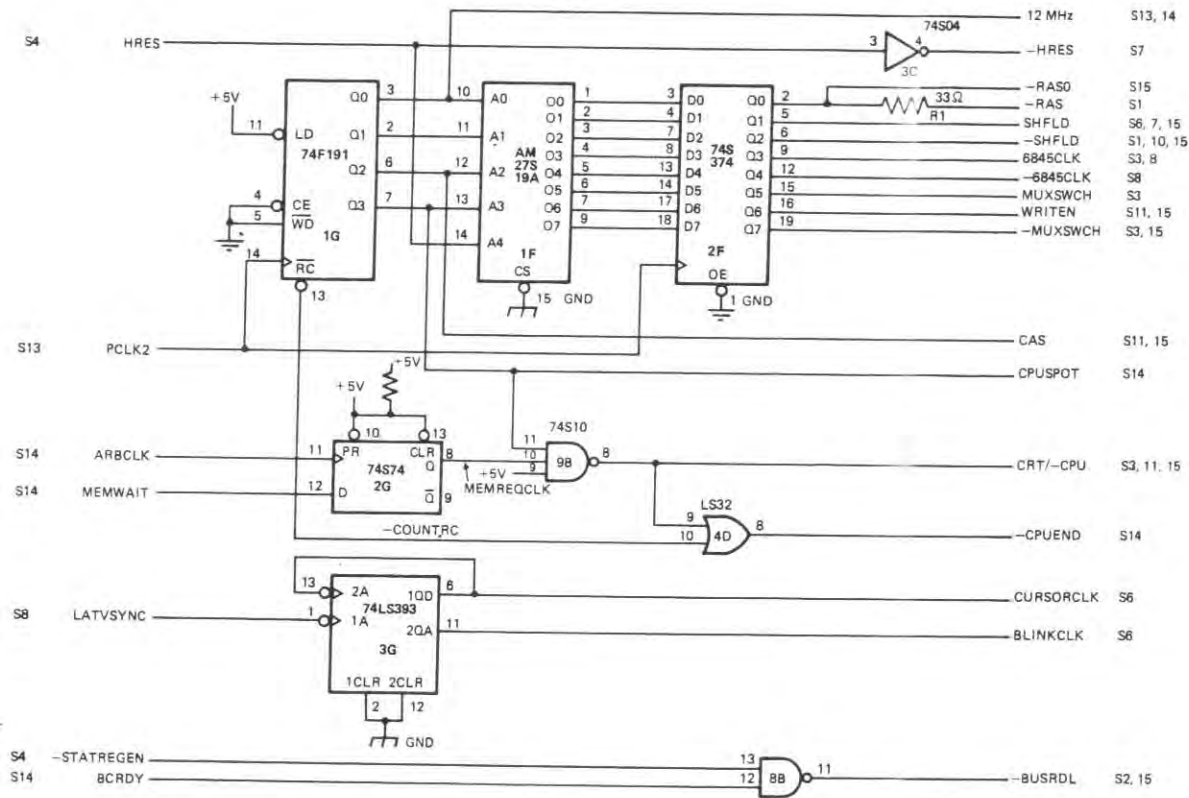 12 MHz S13, 14
74S04
S4 HRES 3 4 -HRES S7
3C
+5V
11 LD
74F191
4 CE
5 WD
1G
14
RC
13
Q0 3
Q1 2
Q2 6
Q3 7
10 A0
11 A1
12 A2
13 A3
14 A4
AM
27S
19A
1F
CS
15 GND
O0 1
O1 2
O2 3
O3 4
O4 5
O5 6
O6 7
O7 9
3 D0
4 D1
7 D2
8 D3
13 D4
14 D5
17 D6
18 D7
74S
374
2F
OE
1 GND
Q0 2
Q1 5
Q2 6
Q3 9
Q4 12
Q5 15
Q6 16
Q7 19
33Ω
R1
-RAS0 S15
-RAS S1
SHFLD S6, 7, 15
-SHFLD S1, 10, 15
6845CLK S3, 8
-6845CLK S8
MUXSWCH S3
WRITEN S11, 15
-MUXSWCH S3, 15
CAS S11, 15
S13 PCLK2
CPUSPOT S14
+5V
+5V
10 13
PR CLR
S14 ARBCLK 11
S14 MEMWAIT 12 D
74S74
2G
Q 8
Q 9
MEMREQCLK
74S10
11
10
+5V 9
9B
8
CRT/-CPU S3, 11, 15
LS32
9
10
4D
8
-CPUEND S14
-COUNTRC
13 2A
74LS393
1QD 6
CURSORCLK S6
S8 LATVSYNC 1 1A
2QA 11
BLINKCLK S6
3G
1CLR 2CLR
2 12
GND
S4 -STATREGEN 13
S14 BCRDY 12
8B
11
-BUSRDL S2, 15